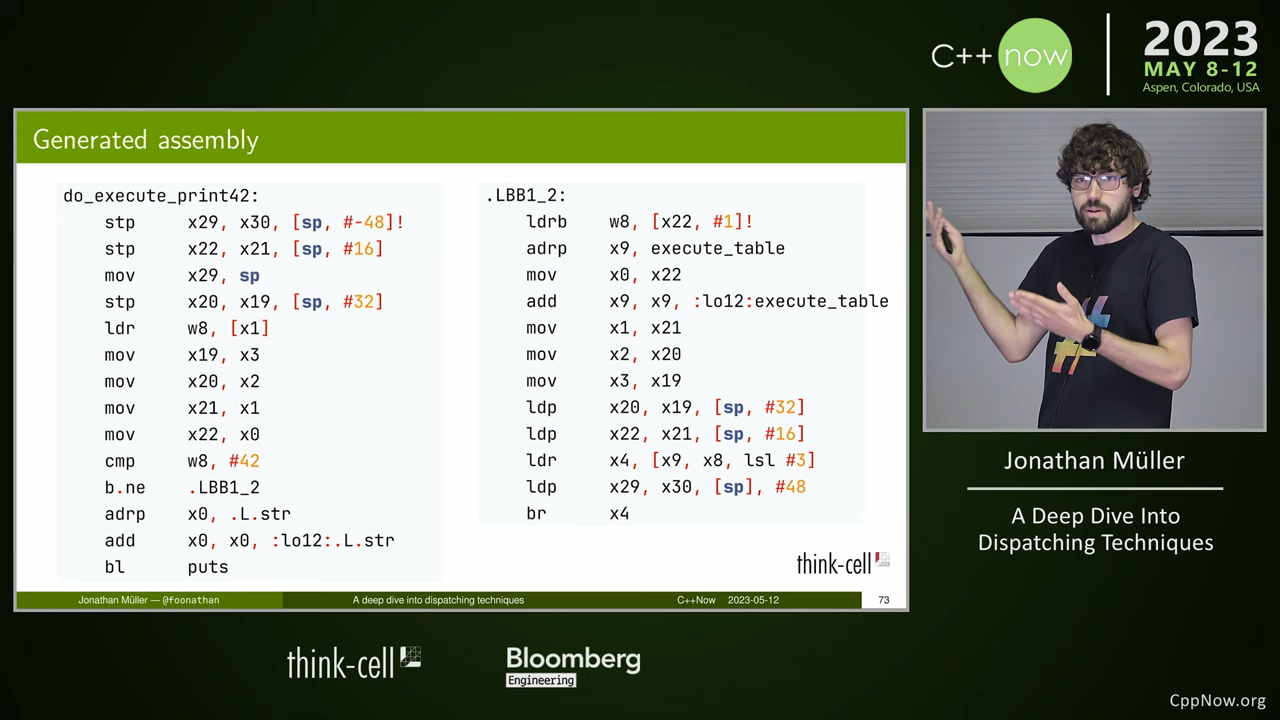 C++ now
2023
MAY 8-12
Aspen, Colorado, USA
Generated assembly
do_execute_print42:
stp x29, x30, [sp, #-48]!
stp x22, x21, [sp, #16]
mov x29, sp
stp x20, x19, [sp, #32]
ldr w8, [x1]
mov x19, x3
mov x20, x2
mov x21, x1
mov x22, x0
cmp w8, #42
b.ne .LBB1_2
adrp x0, .L.str
add x0, x0, :lo12:.L.str
bl puts
.LBB1_2:
ldrb w8, [x22, #1]!
adrp x9, execute_table
mov x0, x22
add x9, x9, :lo12:execute_table
mov x1, x21
mov x2, x20
mov x3, x19
ldp x20, x19, [sp, #32]
ldp x22, x21, [sp, #16]
ldr x4, [x9, x8, lsl #3]
ldp x29, x30, [sp], #48
br x4
think-cell
Jonathan Müller — @foonathan A deep dive into dispatching techniques C++Now 2023-05-12 73
#
Jonathan Müller
A Deep Dive Into
Dispatching Techniques
think-cell
Bloomberg
Engineering
CppNow.org